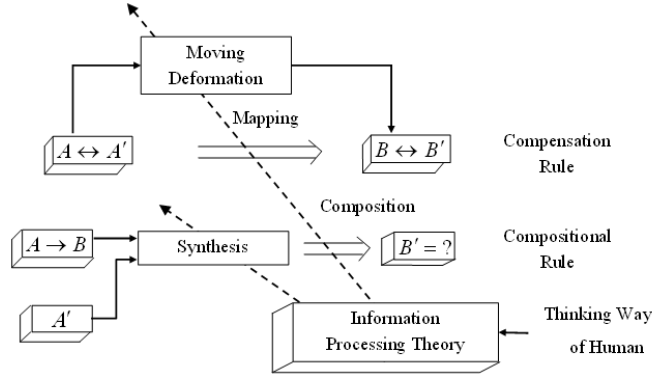 Moving
Deformation
Mapping
A ↔ A′
B ↔ B′
Compensation
Rule
Composition
A → B
Synthesis
B′ = ?
Compositional
Rule
A′
Information
Processing Theory
Thinking Way
of Human